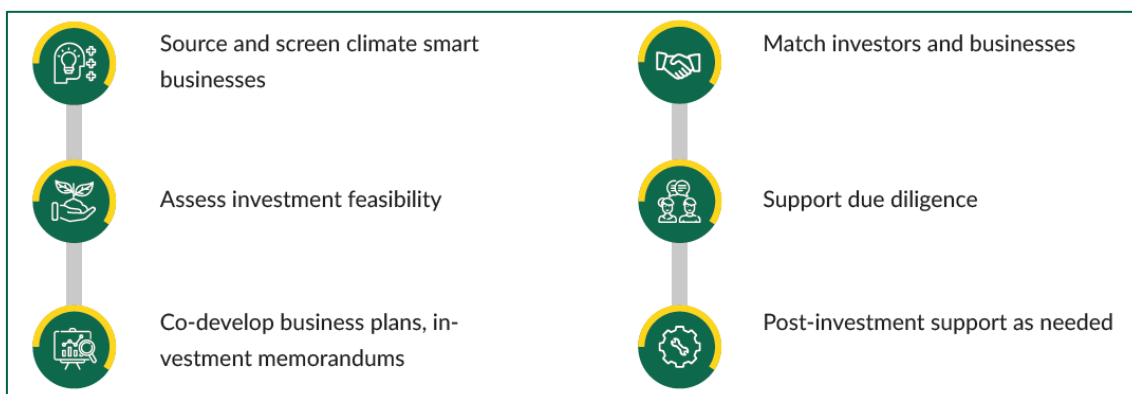 Source and screen climate smart
businesses
Assess investment feasibility
Co-develop business plans, in-
vestment memorandums
Match investors and businesses
Support due diligence
Post-investment support as needed